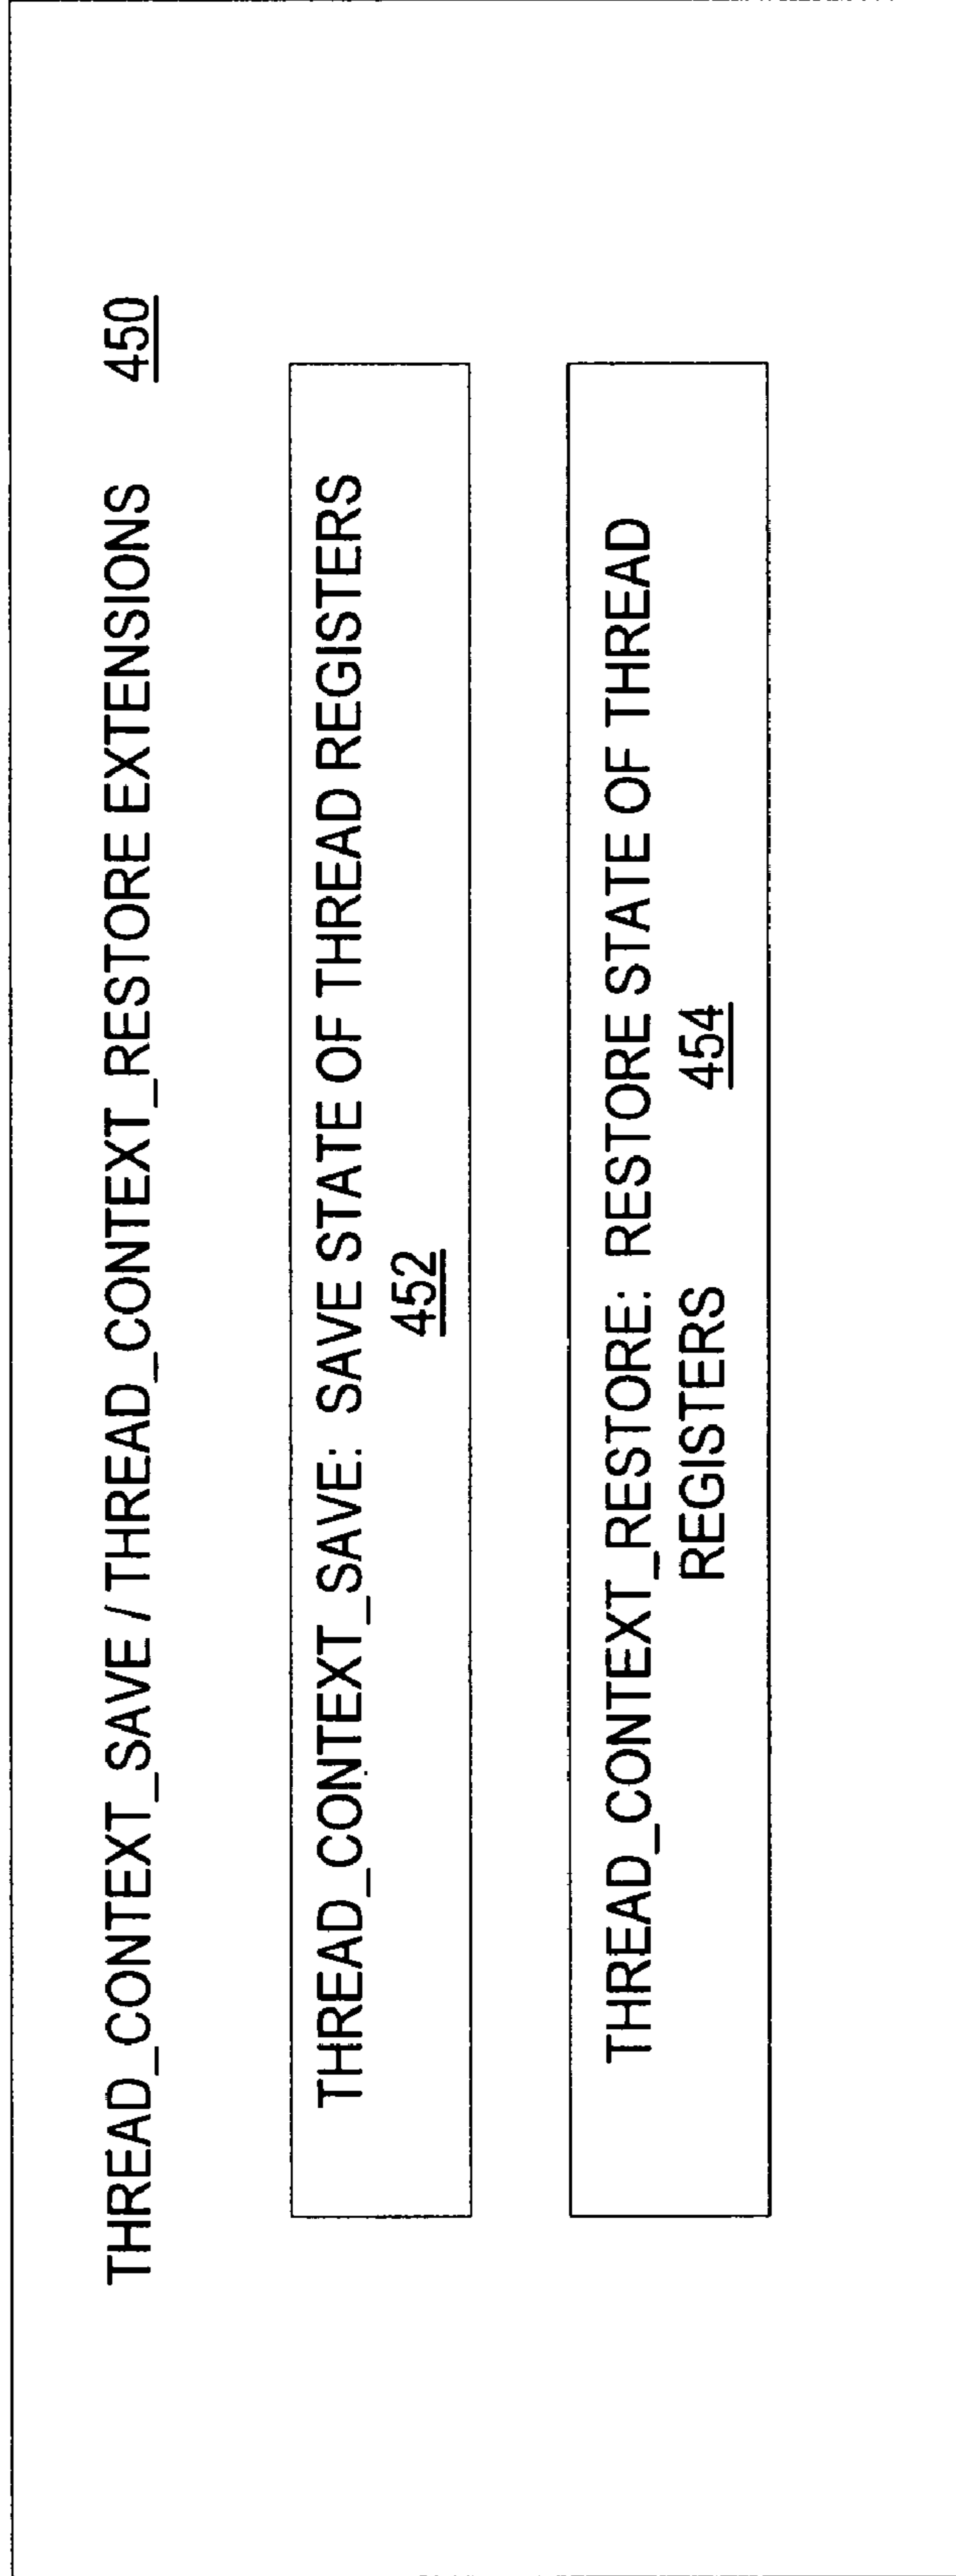 THREAD_CONTEXT_SAVE / THREAD_CONTEXT_RESTORE EXTENSIONS 450
THREAD_CONTEXT_SAVE: SAVE STATE OF THREAD REGISTERS
452
THREAD_CONTEXT_RESTORE: RESTORE STATE OF THREAD
REGISTERS 454